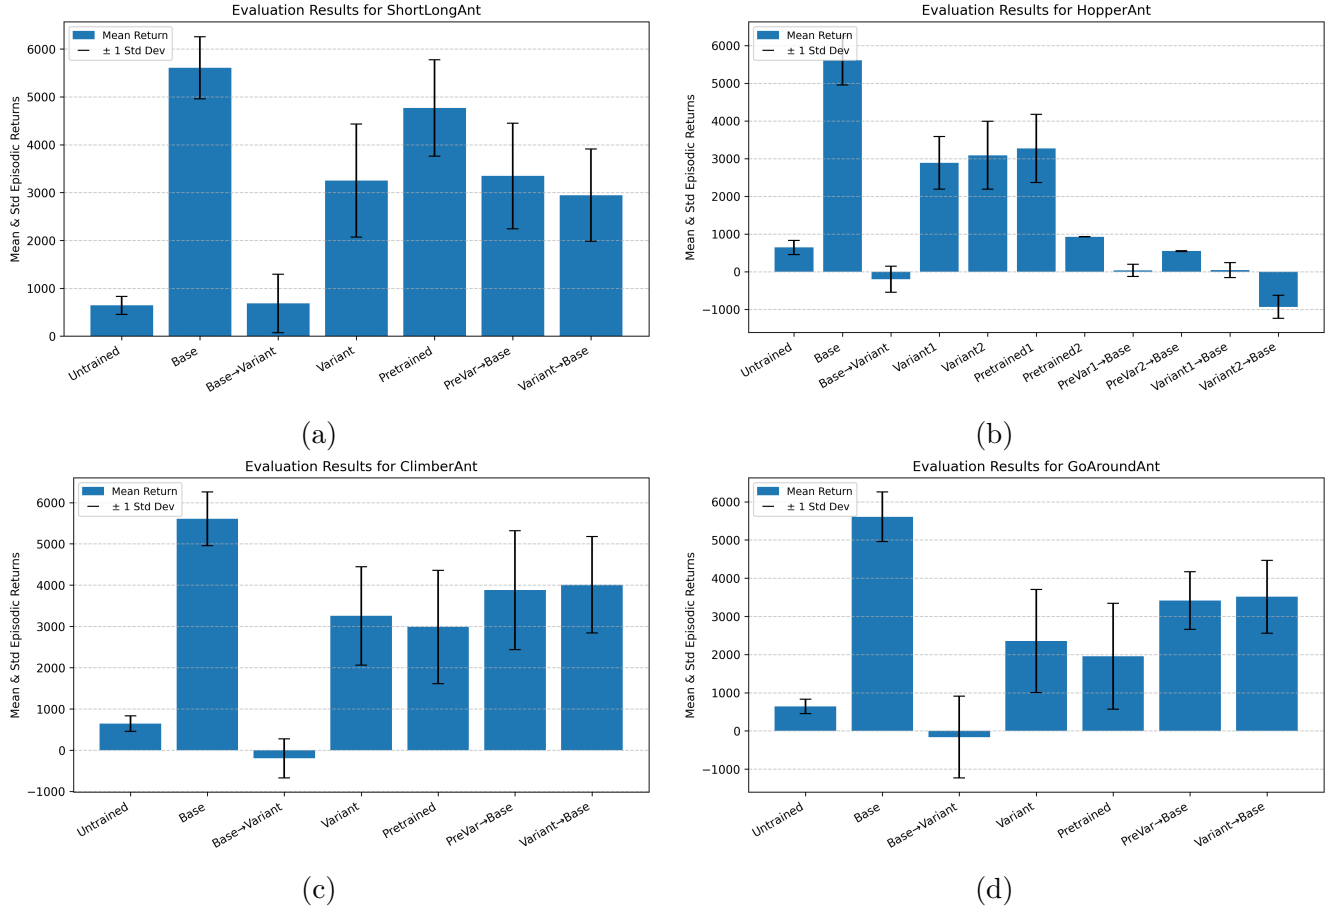 Evaluation Results for ShortLongAnt
Mean Return
± 1 Std Dev
Mean & Std Episodic Returns
6000
5000
4000
3000
2000
1000
0
Untrained
Base
Base→Variant
Variant
Pretrained
PreVar→Base
Variant→Base
(a)
Evaluation Results for HopperAnt
Mean Return
± 1 Std Dev
Mean & Std Episodic Returns
6000
5000
4000
3000
2000
1000
0
−1000
Untrained
Base
Base→Variant
Variant1
Variant2
Pretrained1
Pretrained2
PreVar1→Base
PreVar2→Base
Variant1→Base
Variant2→Base
(b)
Evaluation Results for ClimberAnt
Mean Return
± 1 Std Dev
Mean & Std Episodic Returns
6000
5000
4000
3000
2000
1000
0
−1000
Untrained
Base
Base→Variant
Variant
Pretrained
PreVar→Base
Variant→Base
(c)
Evaluation Results for GoAroundAnt
Mean Return
± 1 Std Dev
Mean & Std Episodic Returns
6000
5000
4000
3000
2000
1000
0
−1000
Untrained
Base
Base→Variant
Variant
Pretrained
PreVar→Base
Variant→Base
(d)